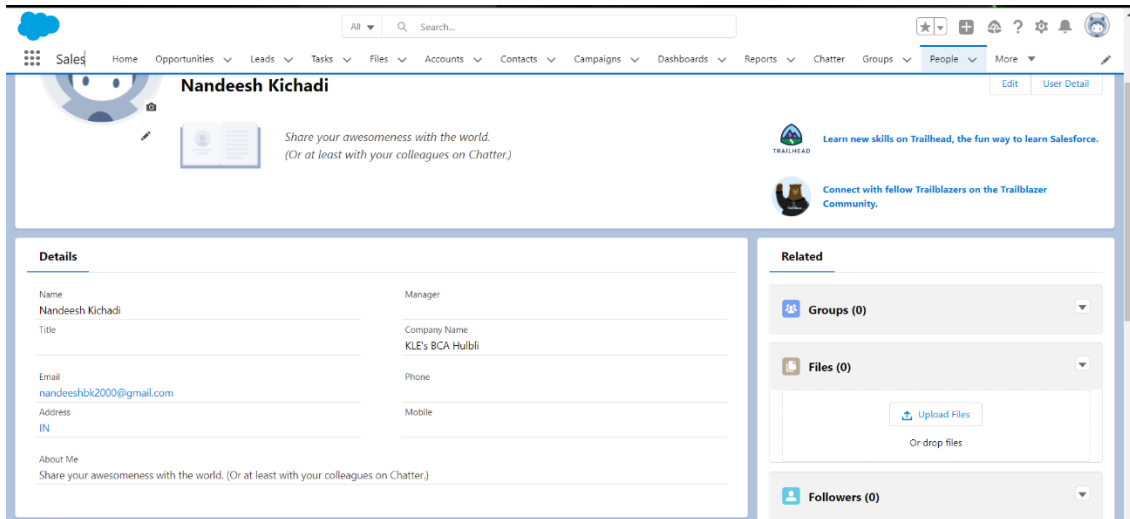 All
Search...
Sales Home Opportunities Leads Tasks Files Accounts Contacts Campaigns Dashboards Reports Chatter Groups People More
Nandeesh Kichadi
Edit User Detail
Share your awesomeness with the world.
(Or at least with your colleagues on Chatter.)
TRAILHEAD
Learn new skills on Trailhead, the fun way to learn Salesforce.
Connect with fellow Trailblazers on the Trailblazer
Community.
Details
Name
Nandeesh Kichadi
Manager
Title
Company Name
KLE's BCA Hulbli
Email
nandeeshbk2000@gmail.com
Phone
Address
IN
Mobile
About Me
Share your awesomeness with the world. (Or at least with your colleagues on Chatter.)
Related
Groups (0)
Files (0)
Upload Files
Or drop files
Followers (0)